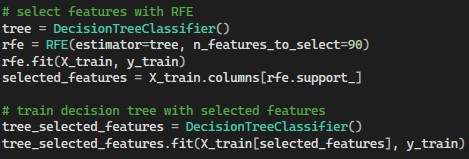 # select features with RFE
tree = DecisionTreeClassifier()
rfe = RFE(estimator=tree, n_features_to_select=90)
rfe.fit(X_train, y_train)
selected_features = X_train.columns[rfe.support_]

# train decision tree with selected features
tree_selected_features = DecisionTreeClassifier()
tree_selected_features.fit(X_train[selected_features], y_train)